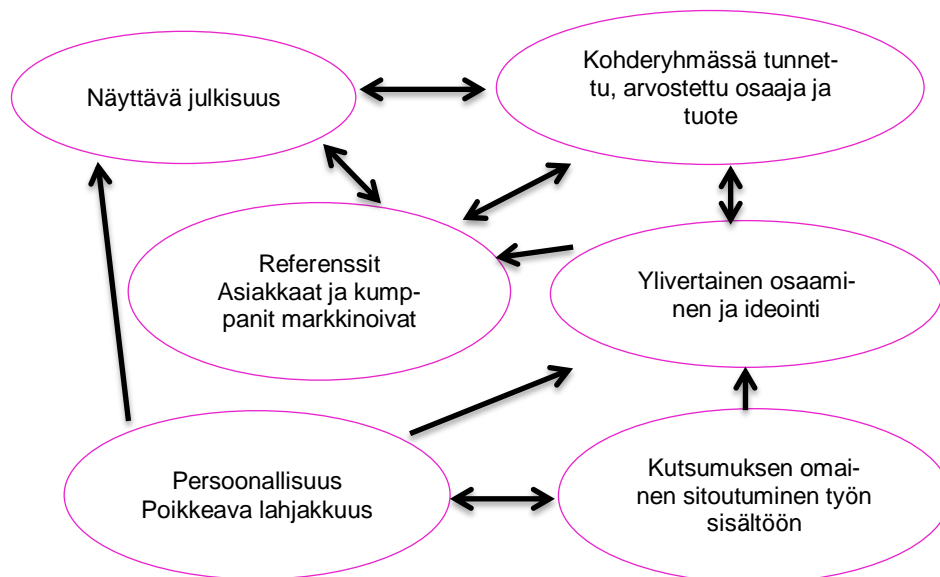 Näyttävä julkisuus
Kohderyhmässä tunnet-
tu, arvostettu osaaja ja
tuote
Referenssit
Asiakkaat ja kump-
panit markkinoivat
Ylivertainen osaami-
nen ja ideointi
Persoonallisuus
Poikkeava lahjakkuus
Kutsumuksen omai-
nen sitoutuminen työn
sisältöön